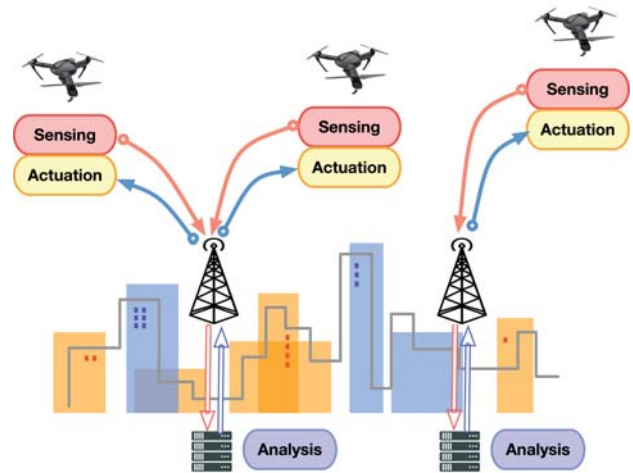 Sensing
Actuation
Sensing
Actuation
Sensing
Actuation
Analysis
Analysis